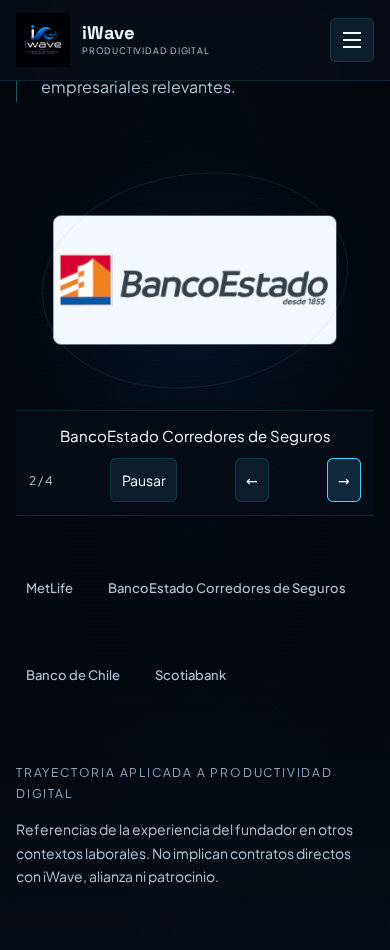 iWave
iWave
PRODUCTIVIDAD DIGITAL
empresariales relevantes.
BancoEstado
desde 1855
BancoEstado Corredores de Seguros
2 / 4
Pausar
←
→
MetLife
BancoEstado Corredores de Seguros
Banco de Chile
Scotiabank
TRAYECTORIA APLICADA A PRODUCTIVIDAD
DIGITAL
Referencias de la experiencia del fundador en otros
contextos laborales. No implican contratos directos
con iWave, alianza ni patrocinio.